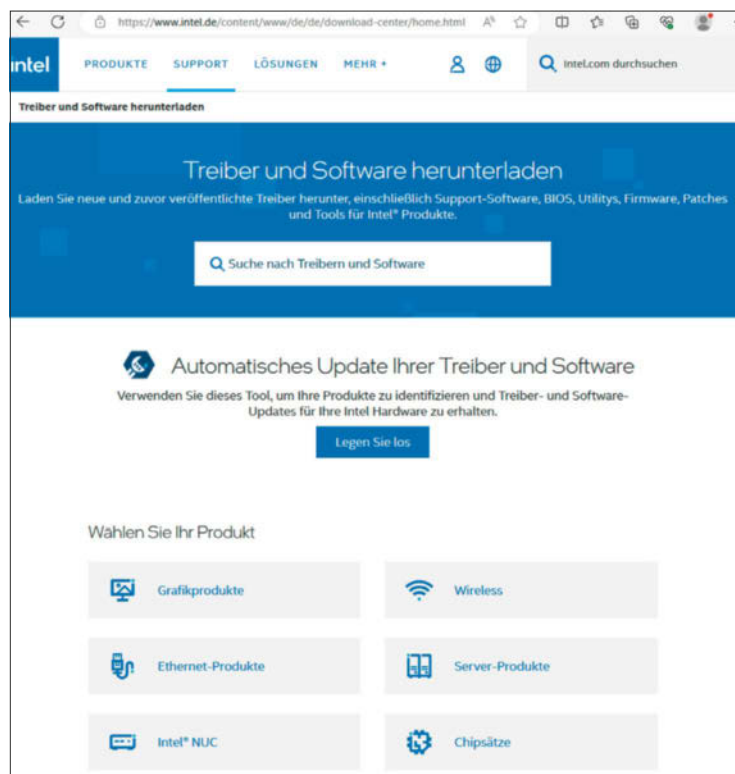 https://www.intel.de/content/www/de/de/download-center/home.html
intel PRODUKTE SUPPORT LÖSUNGEN MEHR + Intel.com durchsuchen
Treiber und Software herunterladen
Treiber und Software herunterladen
Laden Sie neue und zuvor veröffentlichte Treiber herunter, einschließlich Support-Software, BIOS, Utilitys, Firmware, Patches
und Tools für Intel® Produkte.
Suche nach Treibern und Software
Automatisches Update Ihrer Treiber und Software
Verwenden Sie dieses Tool, um Ihre Produkte zu identifizieren und Treiber- und Software-
Updates für Ihre Intel Hardware zu erhalten.
Legen Sie los
Wählen Sie Ihr Produkt
Grafikprodukte Wireless
Ethernet-Produkte Server-Produkte
Intel® NUC Chipsätze